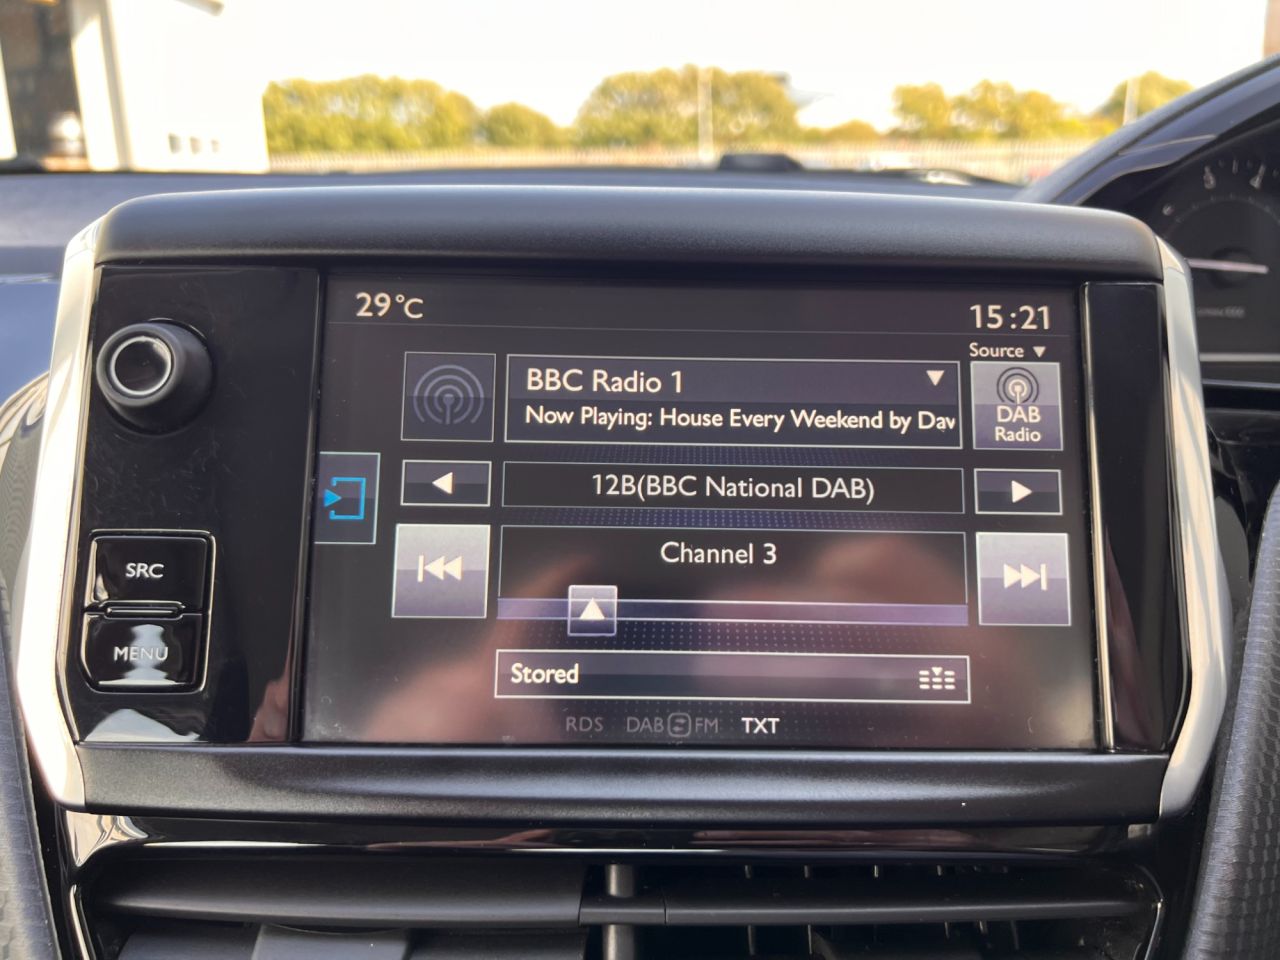 29°C
15:21
Source ▼
BBC Radio 1
Now Playing: House Every Weekend by Dav
DAB
Radio
12B(BBC National DAB)
Channel 3
SRC
MENU
Stored
RDS DAB FM TXT